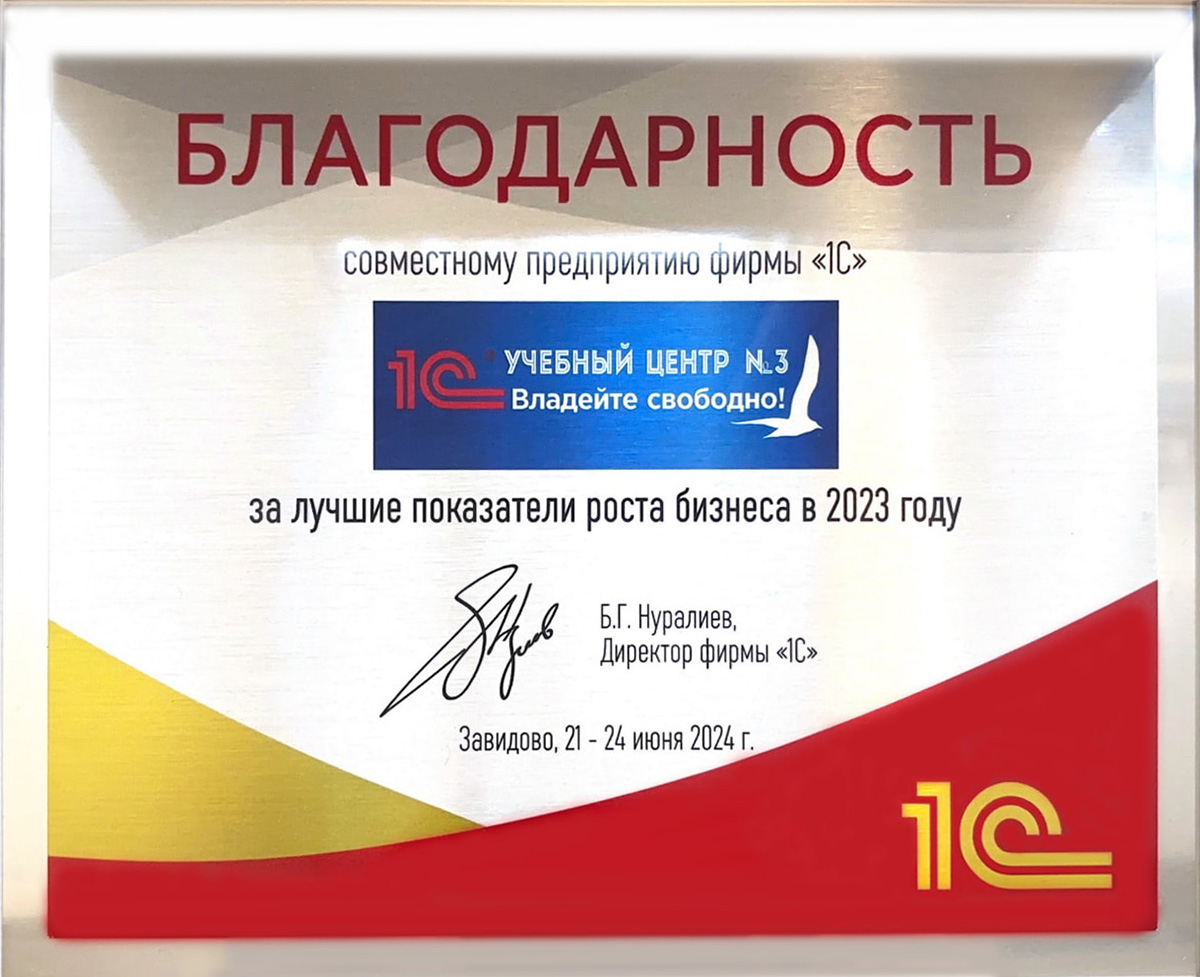 БЛАГОДАРНОСТЬ
совместному предприятию фирмы «1С»
1С® УЧЕБНЫЙ ЦЕНТР №3
Владейте свободно!
за лучшие показатели роста бизнеса в 2023 году
Б.Г. Нуралиев,
Директор фирмы «1С»
Завидово, 21 - 24 июня 2024 г.
1С